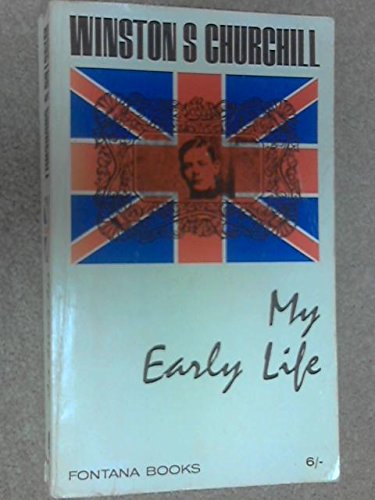 WINSTON S CHURCHILL
My
Early Life
FONTANA BOOKS
6/-